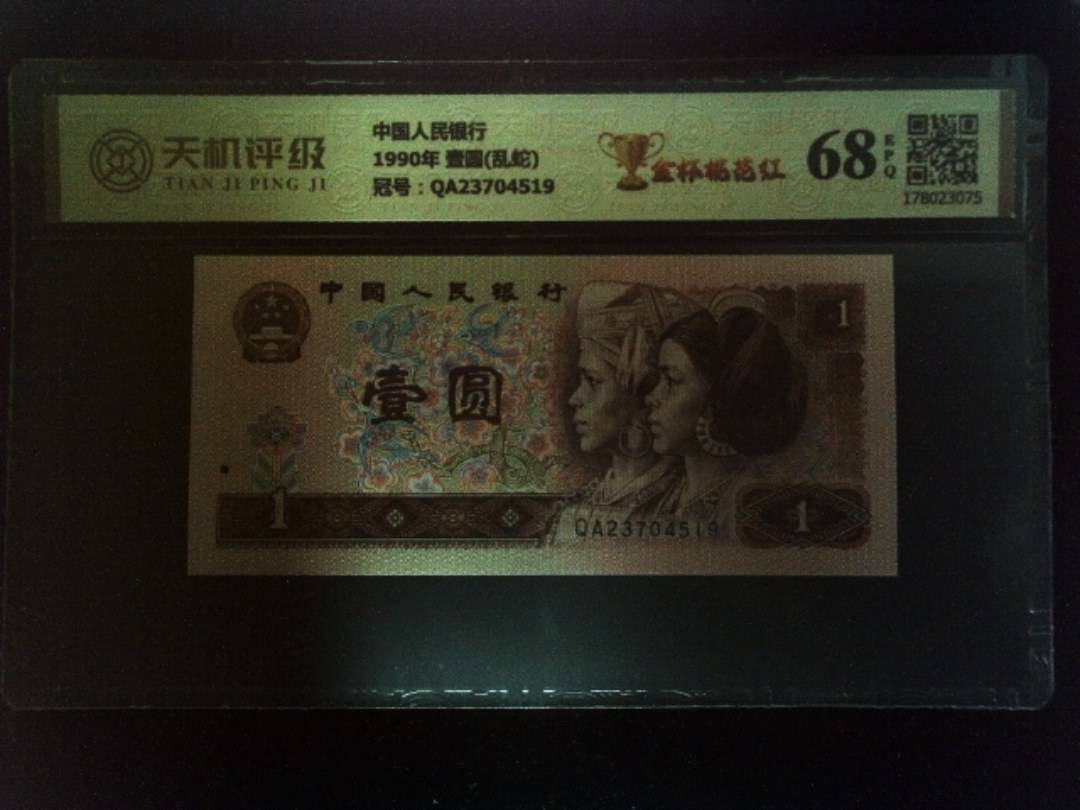 天机评级
TIAN JI PING JI
中国人民银行
1990年 壹圆(乱蛇)
冠号：QA23704519
金杯桃花红
68
EPQ
178023075
中国人民银行
1
壹圆
1
QA23704519
1